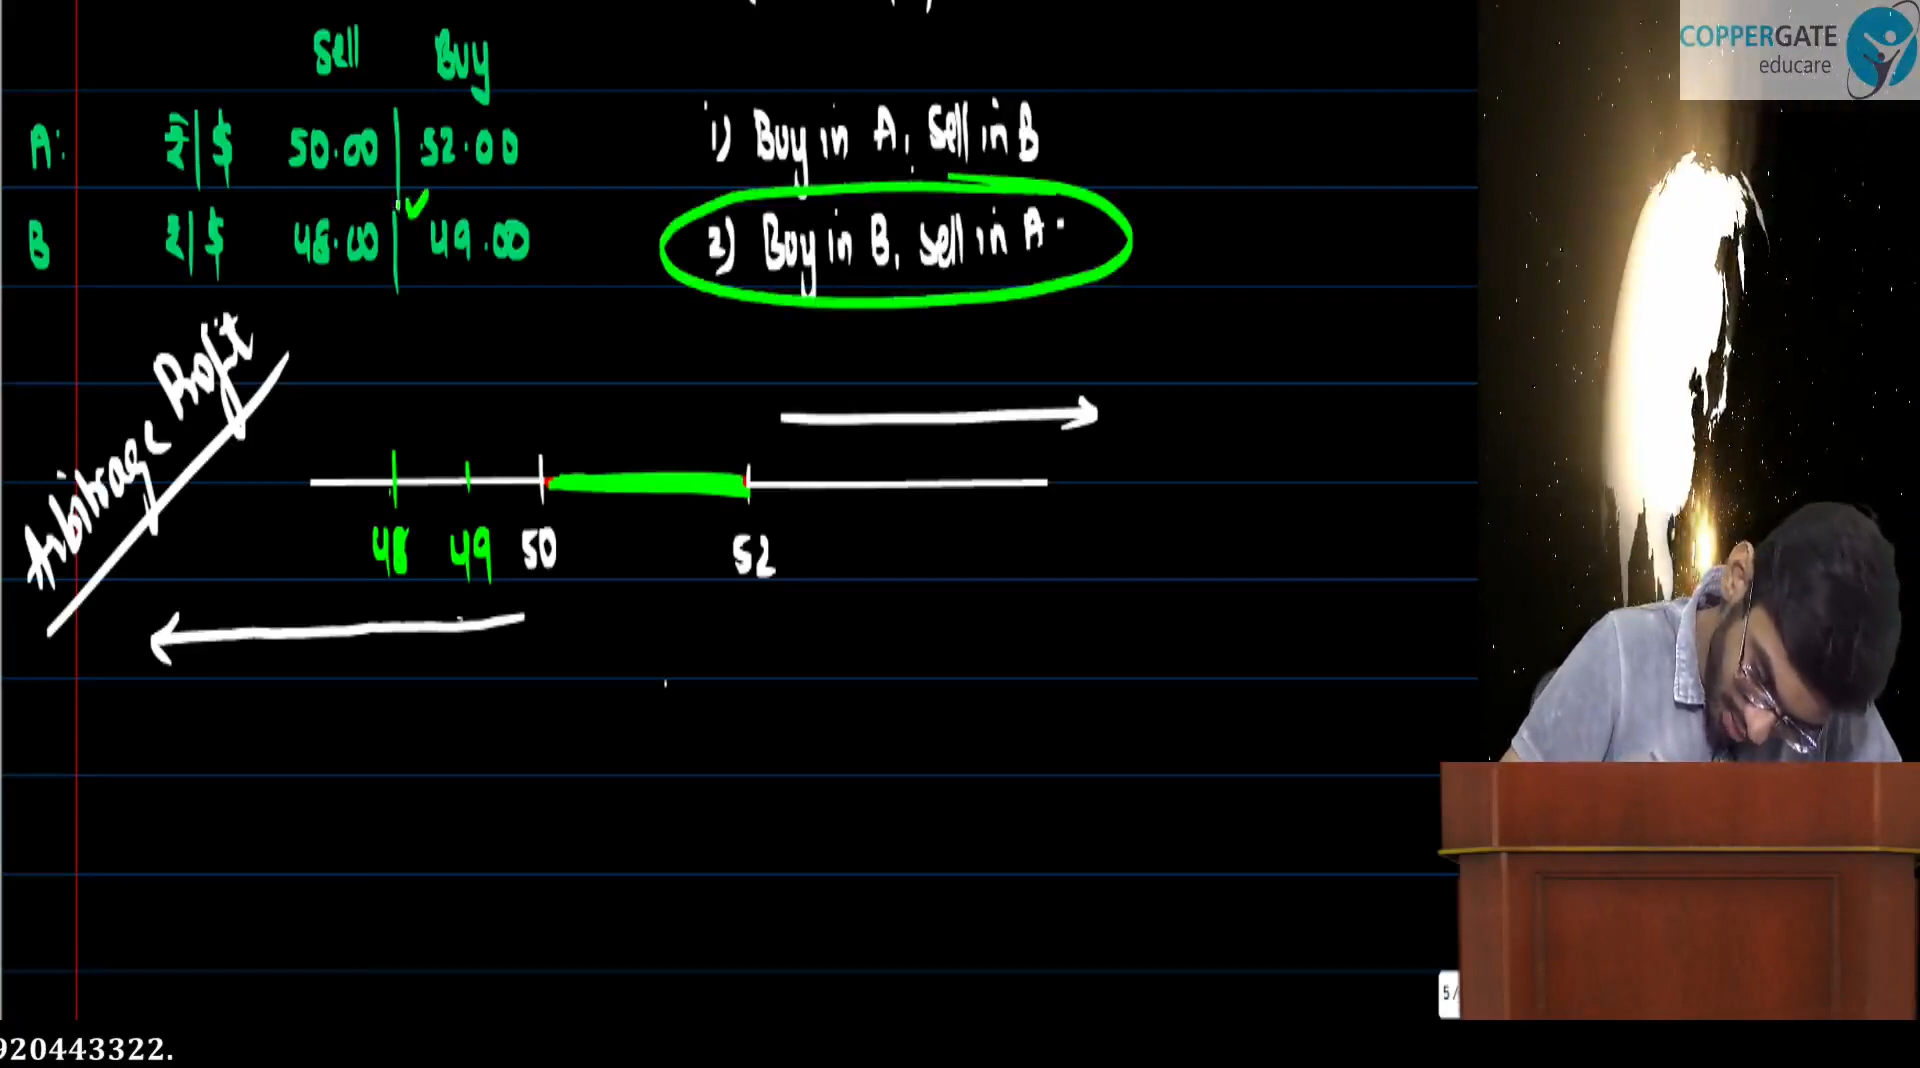 COPPERGATE
educare
Sell Buy
A: ₹|$ 50.00 | 52.00
B ₹|$ 48.00 | 49.00
1) Buy in A, Sell in B
2) Buy in B, Sell in A.
Arbitrage Profit
48 49 50 52
5/
920443322.